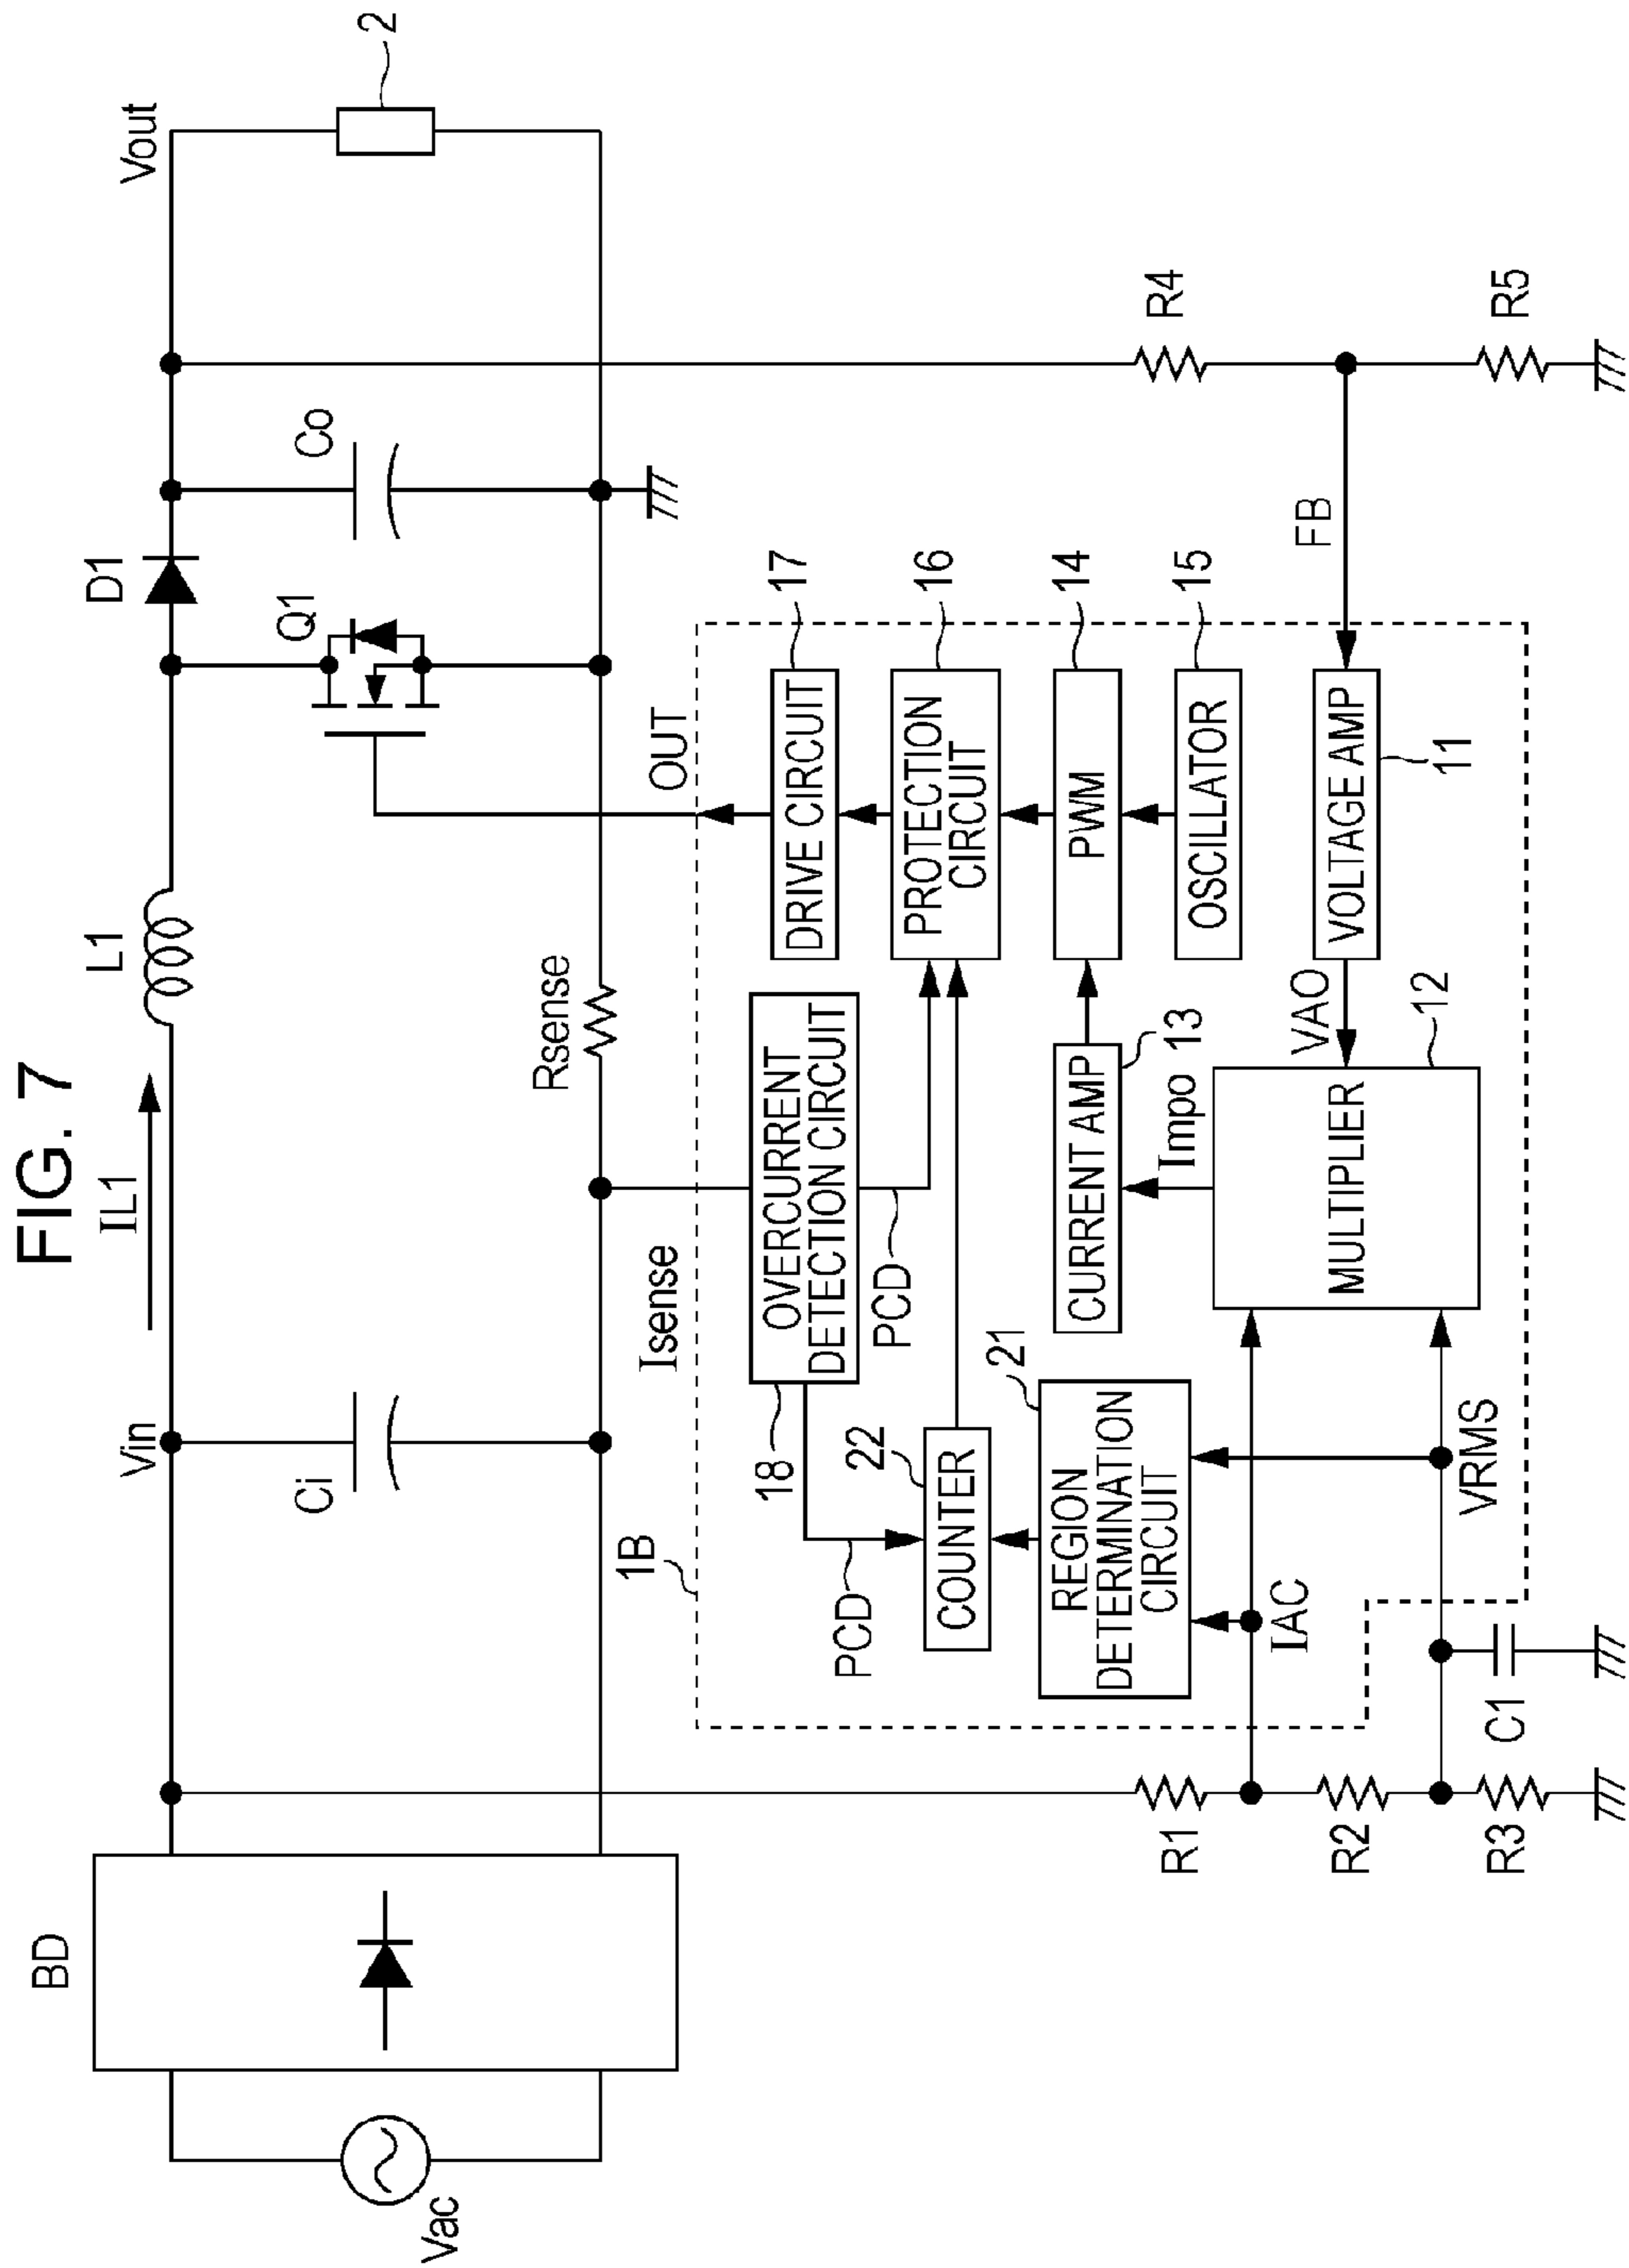 FIG. 7
BD
Vac
Vin
IL1
L1
D1
Vout
Ci
Q1
Co
2
Rsense
Isense
OUT
1B
18
OVERCURRENT
DETECTION CIRCUIT
DRIVE CIRCUIT
17
PCD
PCD
22
COUNTER
PROTECTION
CIRCUIT
16
21
REGION
DETERMINATION
CIRCUIT
CURRENT AMP
13
PWM
14
Impo
OSCILLATOR
15
R1
IAC
R4
MULTIPLIER
12
VAO
VOLTAGE AMP
11
FB
R2
VRMS
R3
C1
R5